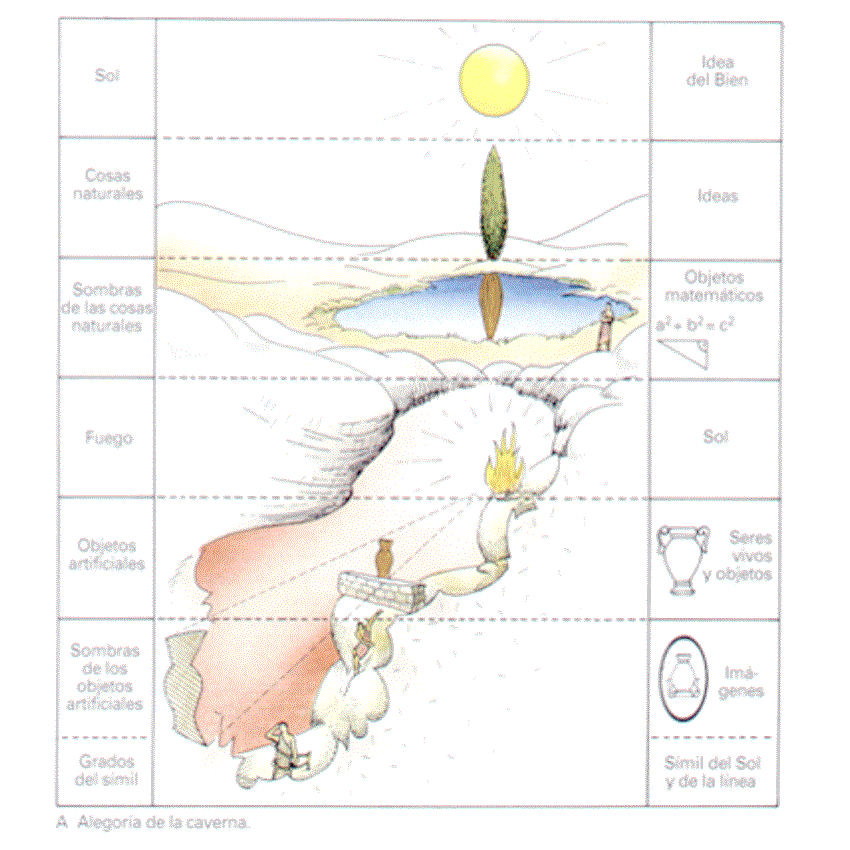 Sol
Idea
del Bien
Cosas
naturales
Ideas
Sombras
de las cosas
naturales
Objetos
matemáticos
a² + b² = c²
Fuego
Sol
Objetos
artificiales
Seres
vivos
y objetos
Sombras
de los
objetos
artificiales
Imá-
genes
Grados
del símil
Símil del Sol
y de la línea
A Alegoría de la caverna.